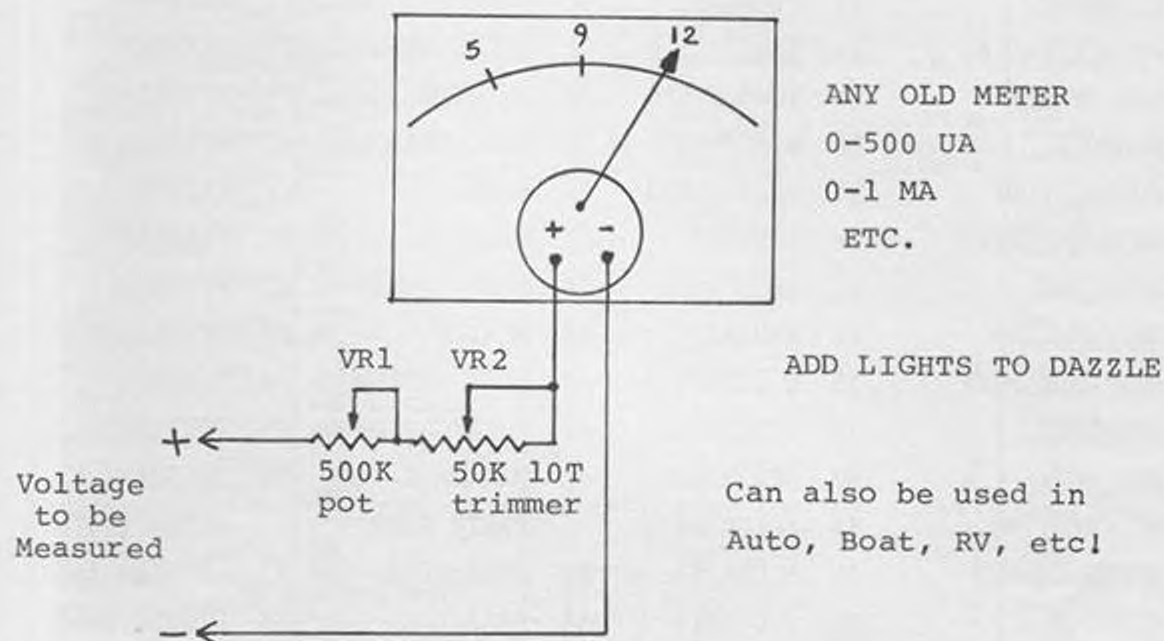 5 9 12
ANY OLD METER
0-500 UA
0-1 MA
ETC.
+ -
VR1 VR2
ADD LIGHTS TO DAZZLE
+
500K 50K 10T
pot trimmer
Voltage
to be
Measured
Can also be used in
Auto, Boat, RV, etc!
-